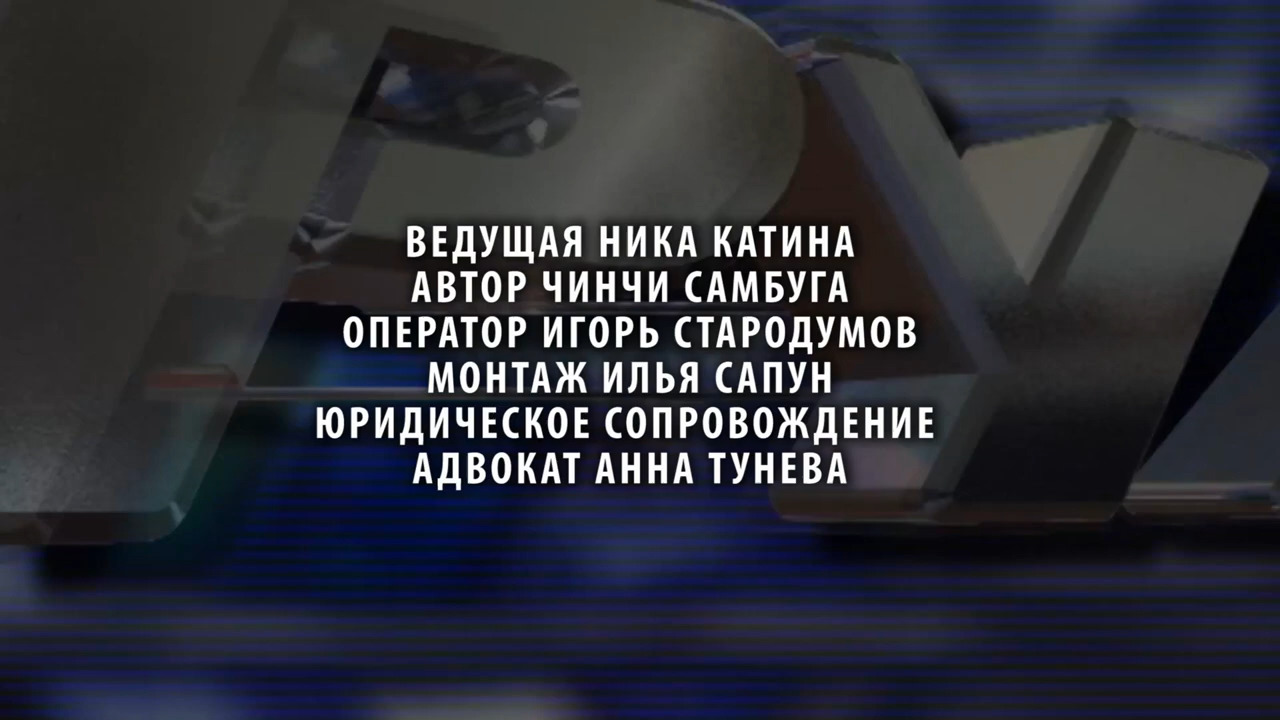 ВЕДУЩАЯ НИКА КАТИНА
АВТОР ЧИНЧИ САМБУГА
ОПЕРАТОР ИГОРЬ СТАРОДУМОВ
МОНТАЖ ИЛЬЯ САПУН
ЮРИДИЧЕСКОЕ СОПРОВОЖДЕНИЕ
АДВОКАТ АННА ТУНЕВА